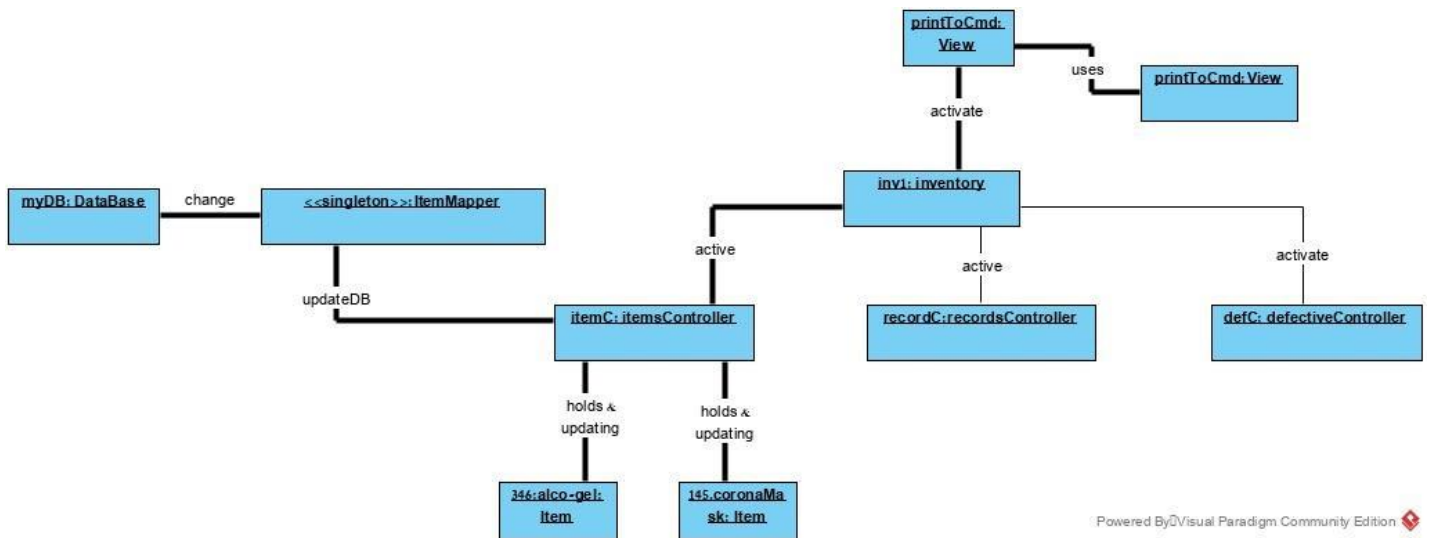 printToCmd:
View
uses
printToCmd: View
activate
inv1: inventory
myDB: DataBase
change
<<singleton>>: ItemMapper
active
active
activate
updateDB
itemC: itemsController
recordC:recordsController
defC: defectiveController
holds &
updating
holds &
updating
346:alco-gel:
Item
145.coronaMa
sk: Item
Powered By Visual Paradigm Community Edition